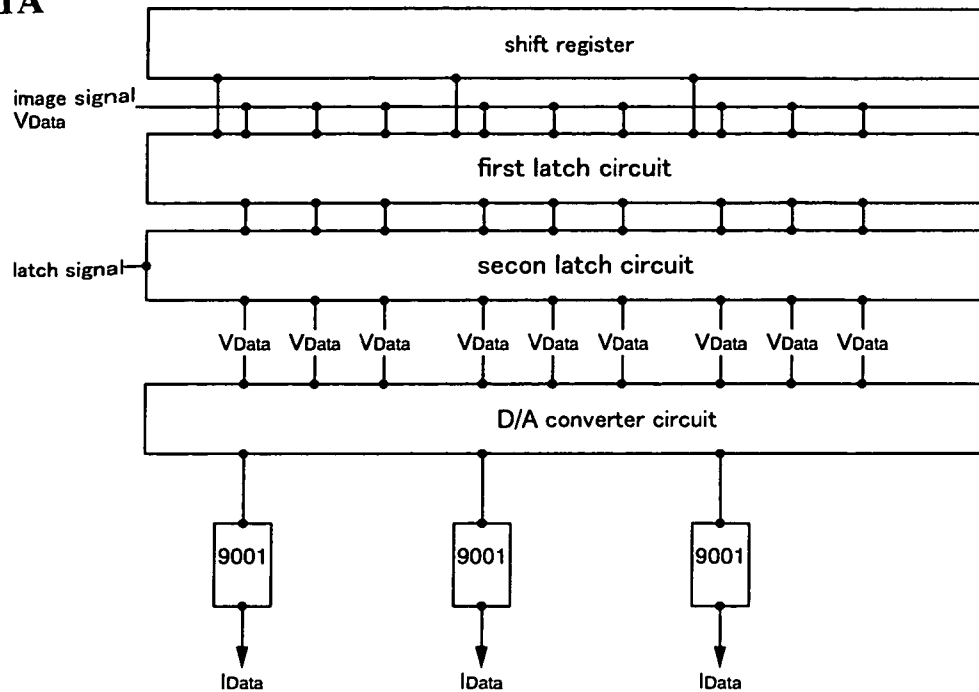 shift register
image signal
VData
first latch circuit
latch signal
secon latch circuit
VData VData VData VData VData VData VData VData VData
D/A converter circuit
9001 9001 9001
IData IData IData